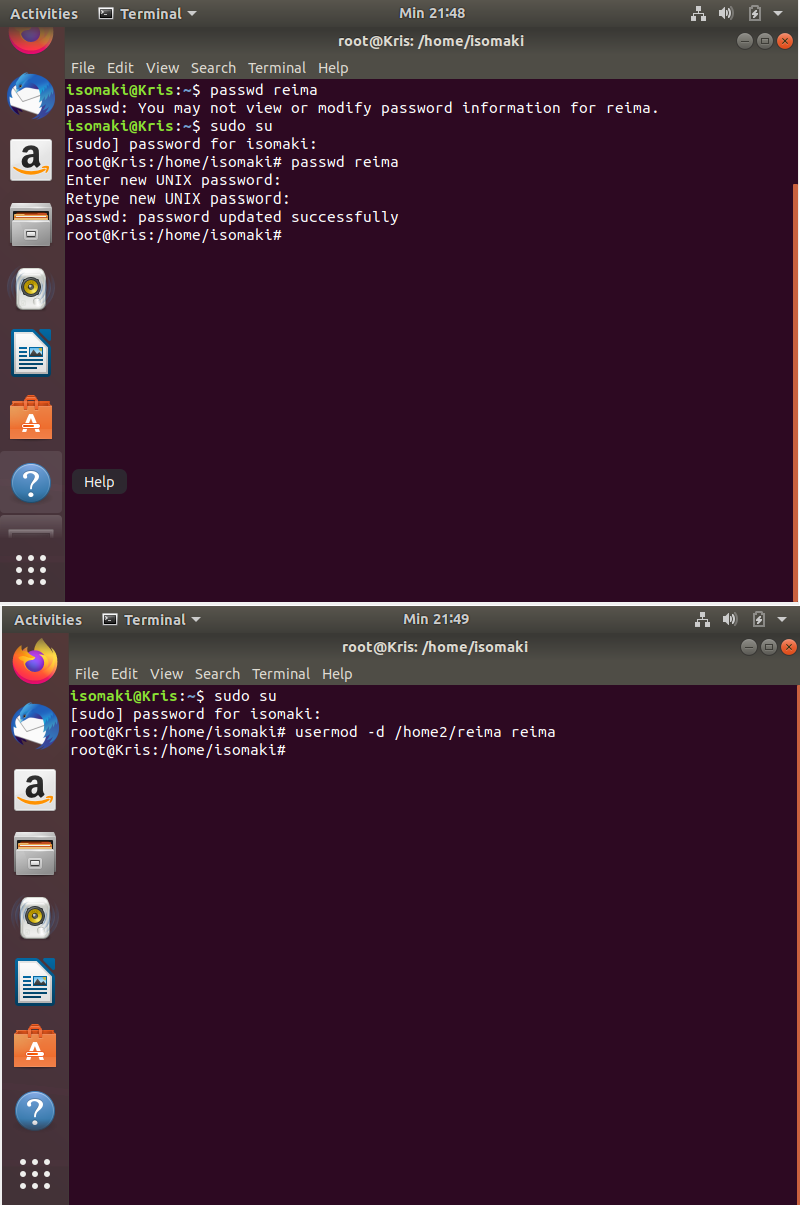 Activities Terminal Min 21:48
root@Kris: /home/isomaki
File Edit View Search Terminal Help
isomaki@Kris:~$ passwd reima
passwd: You may not view or modify password information for reima.
isomaki@Kris:~$ sudo su
[sudo] password for isomaki:
root@Kris:/home/isomaki# passwd reima
Enter new UNIX password:
Retype new UNIX password:
passwd: password updated successfully
root@Kris:/home/isomaki#
Help
Activities Terminal Min 21:49
root@Kris: /home/isomaki
File Edit View Search Terminal Help
isomaki@Kris:~$ sudo su
[sudo] password for isomaki:
root@Kris:/home/isomaki# usermod -d /home2/reima reima
root@Kris:/home/isomaki#